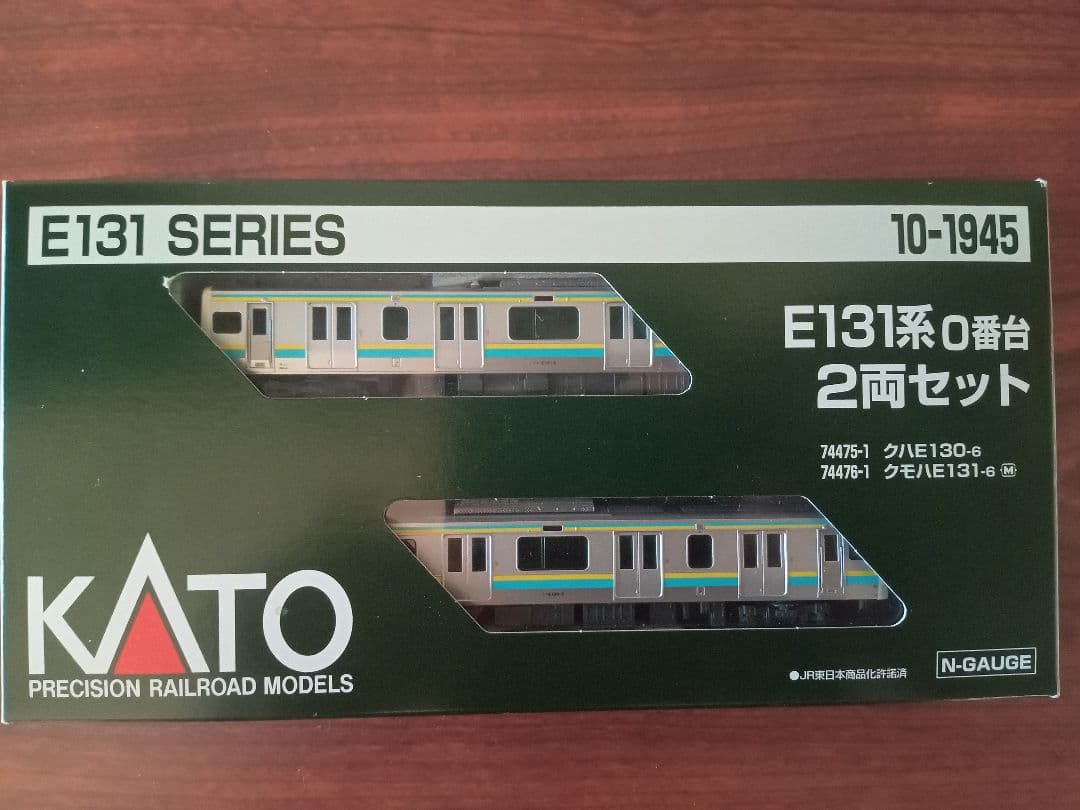 E131 SERIES
10-1945
E131系 0番台
2両セット
74475-1 クハE130-6
74476-1 クモハE131-6 M
KATO
PRECISION RAILROAD MODELS
●JR東日本商品化許諾済
N-GAUGE